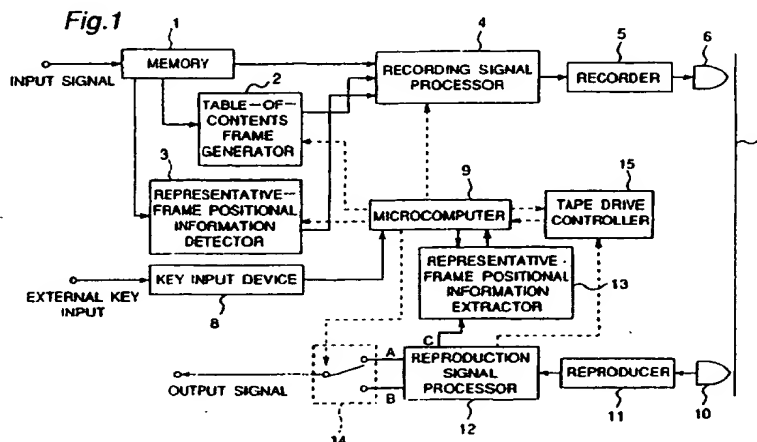 Fig.1
1
INPUT SIGNAL
MEMORY
2
TABLE-OF-
CONTENTS
FRAME
GENERATOR
3
REPRESENTATIVE-
FRAME POSITIONAL
INFORMATION
DETECTOR
4
RECORDING SIGNAL
PROCESSOR
5
RECORDER
6
9
MICROCOMPUTER
15
TAPE DRIVE
CONTROLLER
EXTERNAL KEY
INPUT
KEY INPUT DEVICE
8
REPRESENTATIVE-
FRAME POSITIONAL
INFORMATION
EXTRACTOR
13
C
OUTPUT SIGNAL
A
B
14
REPRODUCTION
SIGNAL
PROCESSOR
12
REPRODUCER
11
10